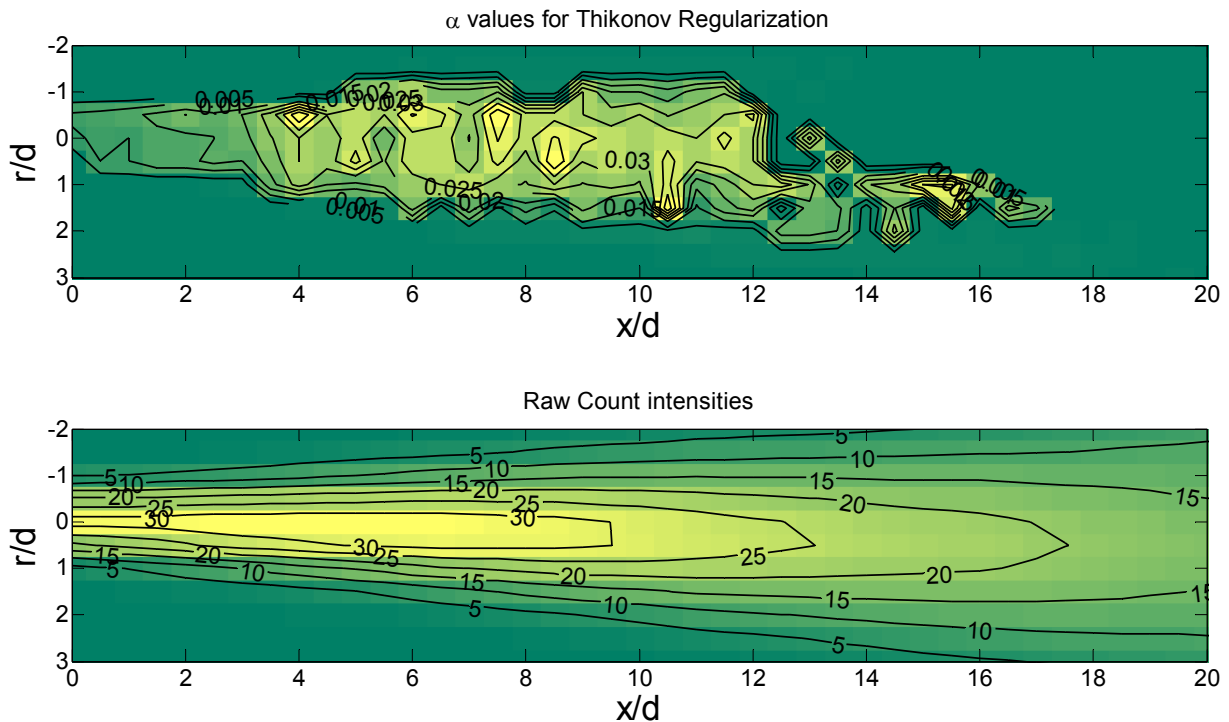 α values for Thikonov Regularization
-2
-1
0
1
2
3
r/d
0.005
0.01
0.015
0.02
0.025
0.03
0.03
0.025
0.02
0.015
0.01
0.005
0.005
0 2 4 6 8 10 12 14 16 18 20
x/d
Raw Count intensities
-2
-1
0
1
2
3
r/d
5 10 15 20 25 30
5 10 15 20 25 30
5 10 15 20 15
30 25 20 15 10 5
15 20 25 20 15
5 10 15 10 5
0 2 4 6 8 10 12 14 16 18 20
x/d